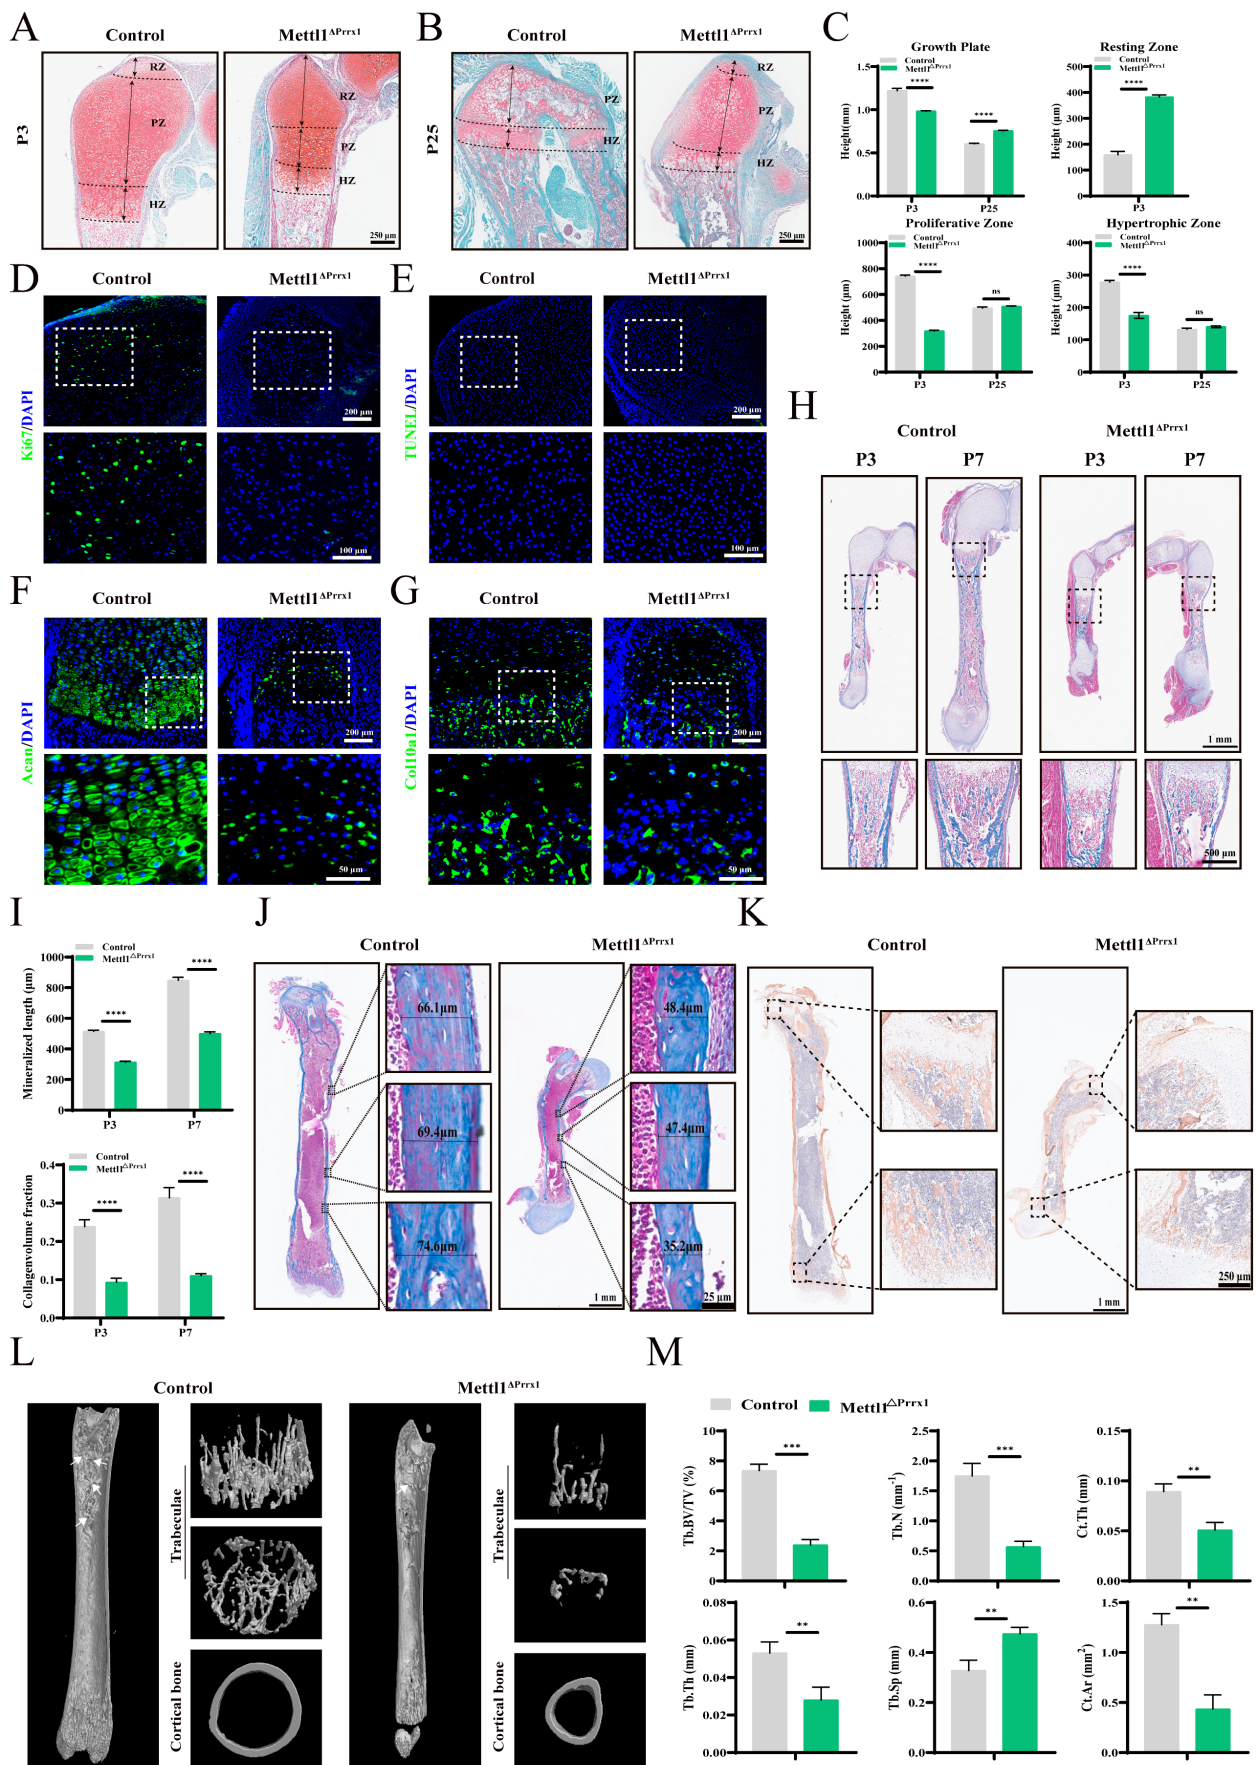 A
Control
Mettl1ΔPrrx1
P3
RZ
PZ
HZ
RZ
PZ
HZ
250 μm
B
Control
Mettl1ΔPrrx1
P25
PZ
HZ
RZ
PZ
HZ
250 μm
C
Growth Plate
Control
Mettl1ΔPrrx1
Height(mm)
1.5
1.0
0.5
0.0
****
****
P3
P25
Resting Zone
Control
Mettl1ΔPrrx1
Height (μm)
500
400
300
200
100
0
****
P3
Proliferative Zone
Control
Mettl1ΔPrrx1
Height (μm)
1000
800
600
400
200
0
****
ns
P3
P25
Hypertrophic Zone
Control
Mettl1ΔPrrx1
Height (μm)
400
300
200
100
0
****
ns
P3
P25
D
Control
Mettl1ΔPrrx1
Ki67/DAPI
200 μm
100 μm
E
Control
Mettl1ΔPrrx1
TUNEL/DAPI
200 μm
100 μm
F
Control
Mettl1ΔPrrx1
Acan/DAPI
200 μm
50 μm
G
Control
Mettl1ΔPrrx1
Col10a1/DAPI
200 μm
50 μm
H
Control
Mettl1ΔPrrx1
P3
P7
P3
P7
1 mm
500 μm
I
Control
Mettl1△Prrx1
Mineralized length (μm)
1000
800
600
400
200
0
****
****
P3
P7
Control
Mettl1△Prrx1
Collagenvolume fraction
0.4
0.3
0.2
0.1
0.0
****
****
P3
P7
J
Control
Mettl1ΔPrrx1
66.1μm
69.4μm
74.6μm
48.4μm
47.4μm
35.2μm
1 mm
25 μm
K
Control
Mettl1ΔPrrx1
1 mm
250 μm
L
Control
Mettl1ΔPrrx1
Trabeculae
Cortical bone
Trabeculae
Cortical bone
M
Control
Mettl1△Prrx1
Tb.BV/TV (%)
10
8
6
4
2
0
***
Tb.N (mm-1)
2.5
2.0
1.5
1.0
0.5
0.0
***
Ct.Th (mm)
0.15
0.10
0.05
0.00
**
Tb.Th (mm)
0.08
0.06
0.04
0.02
0.00
**
Tb.Sp (mm)
0.6
0.4
0.2
0.0
**
Ct.Ar (mm2)
1.5
1.0
0.5
0.0
**